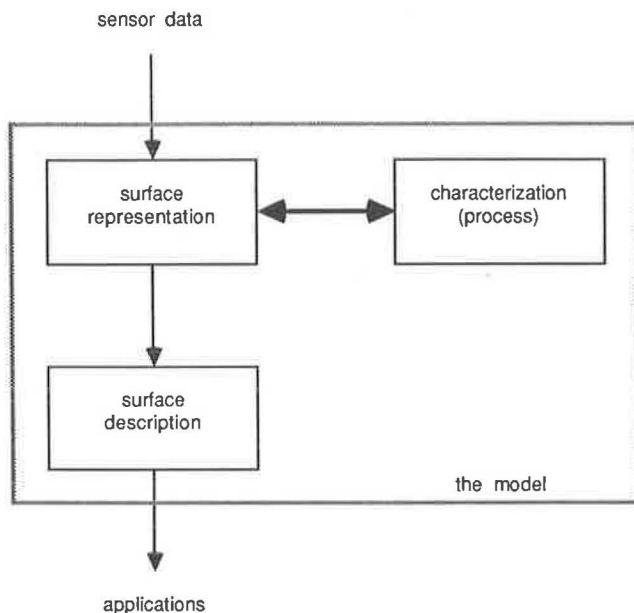 sensor data
surface
representation
characterization
(process)
surface
description
the model
applications